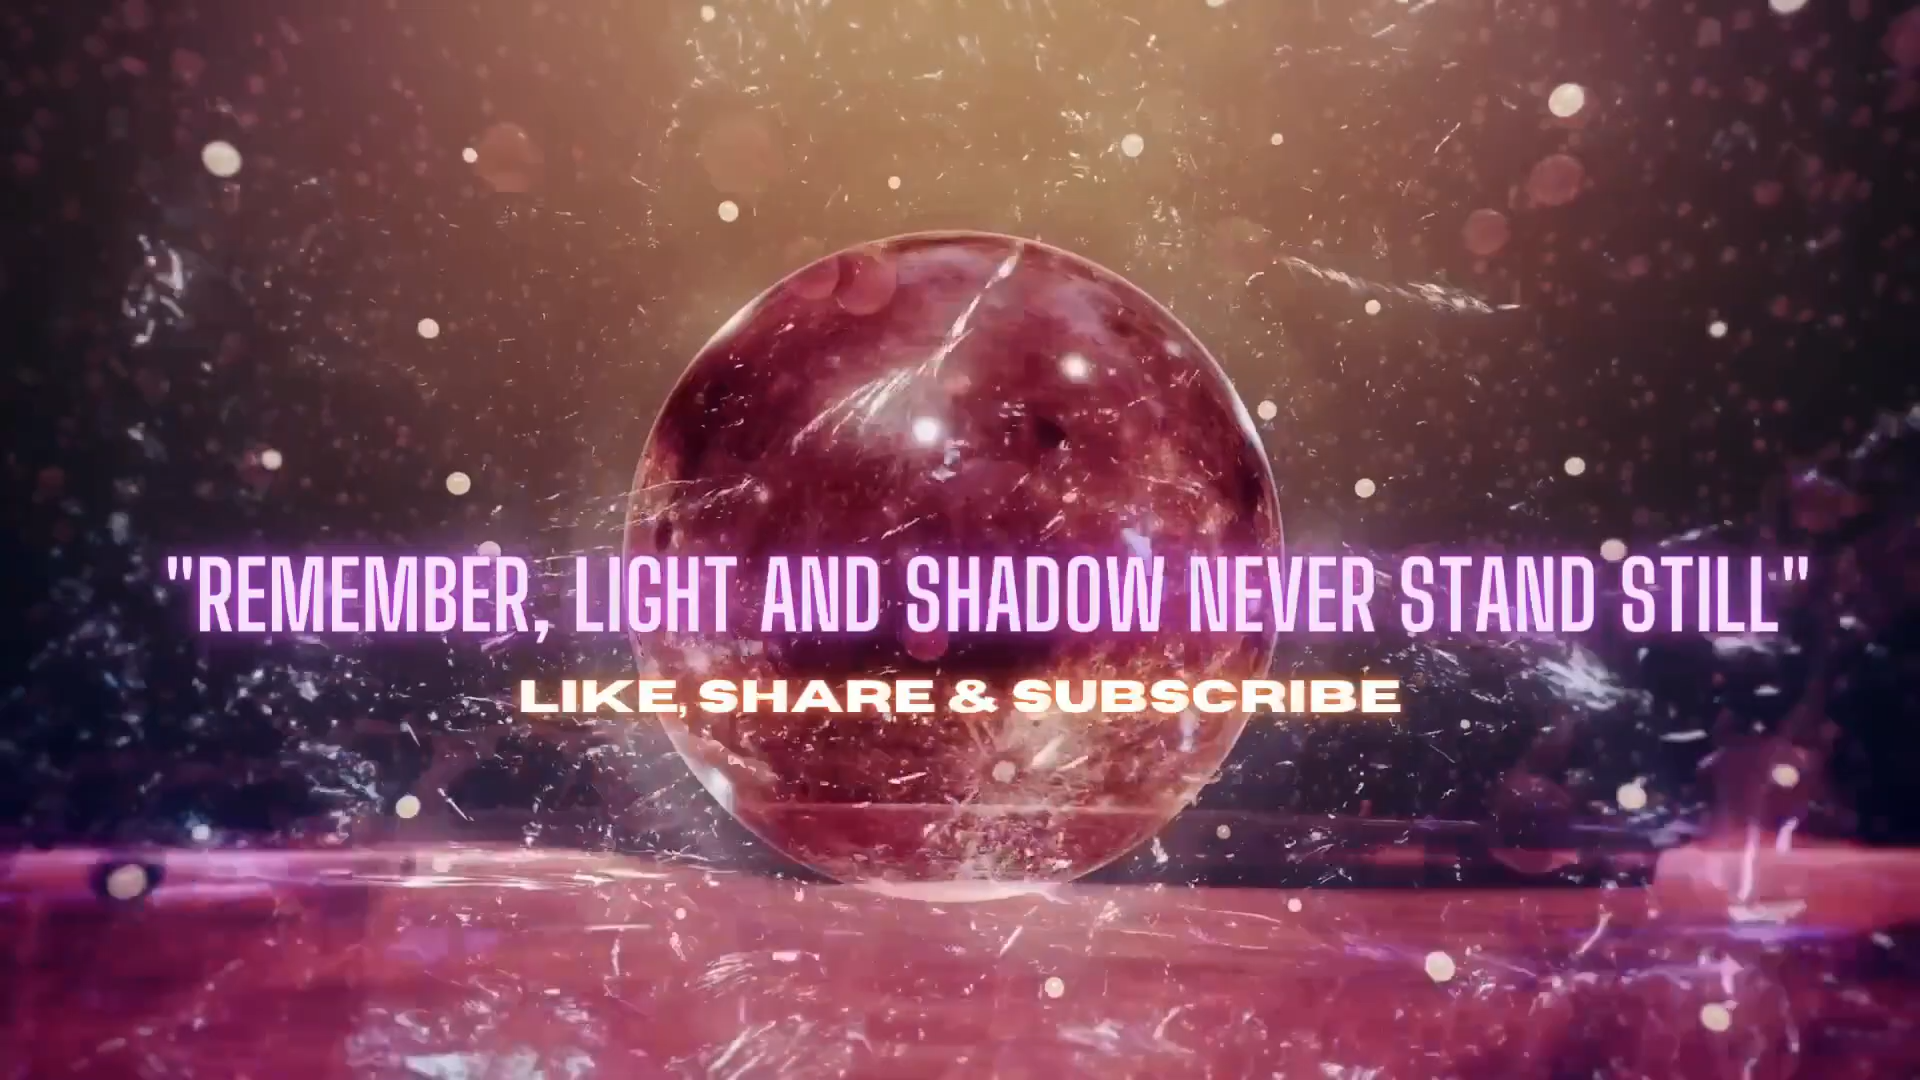 "REMEMBER, LIGHT AND SHADOW NEVER STAND STILL"
LIKE, SHARE & SUBSCRIBE